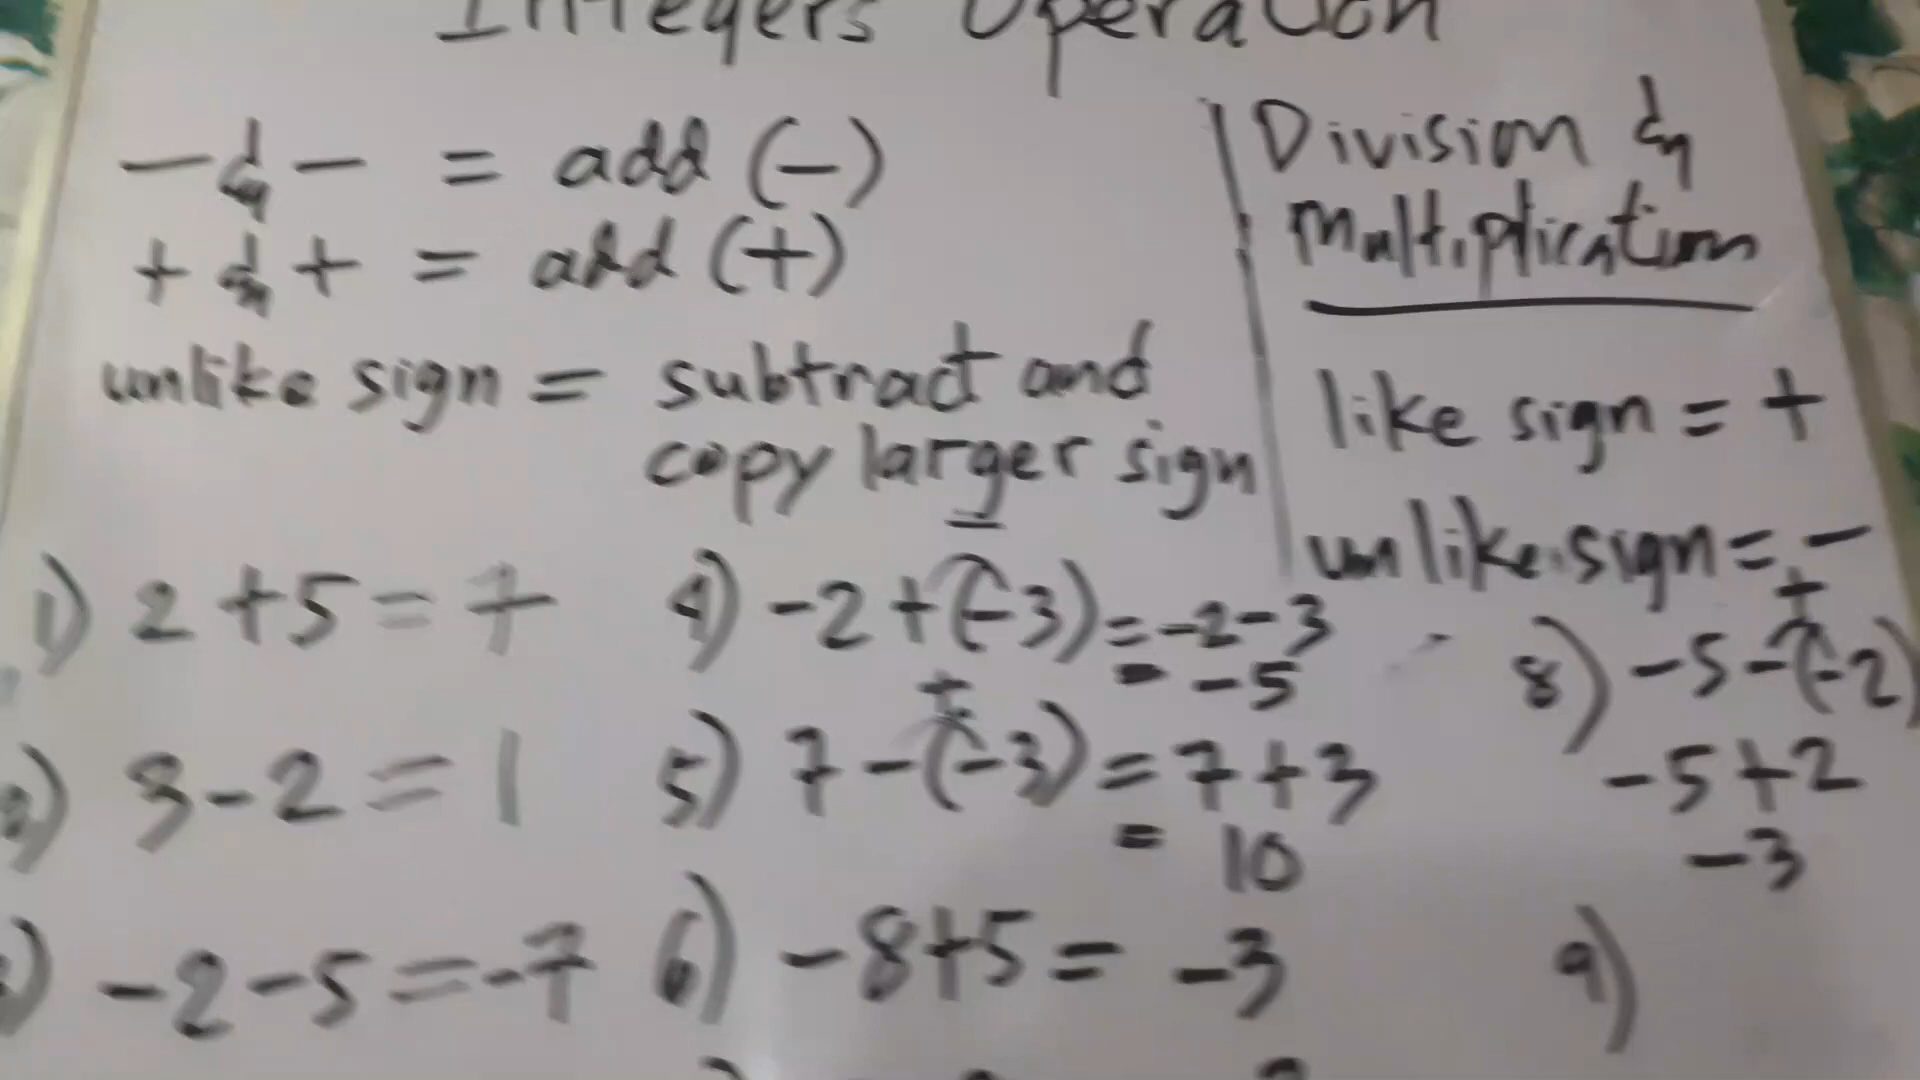 Integers Operation
- & - = add (-)
+ & + = add (+)
unlike sign = subtract and
copy larger sign
Division &
Multiplication
like sign = +
unlike sign = -
1) 2 + 5 = 7
2) 3 - 2 = 1
) -2 - 5 = -7
4) -2 + (-3) = -2 - 3
= -5
+
5) 7 - (-3) = 7 + 3
= 10
6) -8 + 5 = -3
+
8) -5 - (-2)
-5 + 2
-3
9)